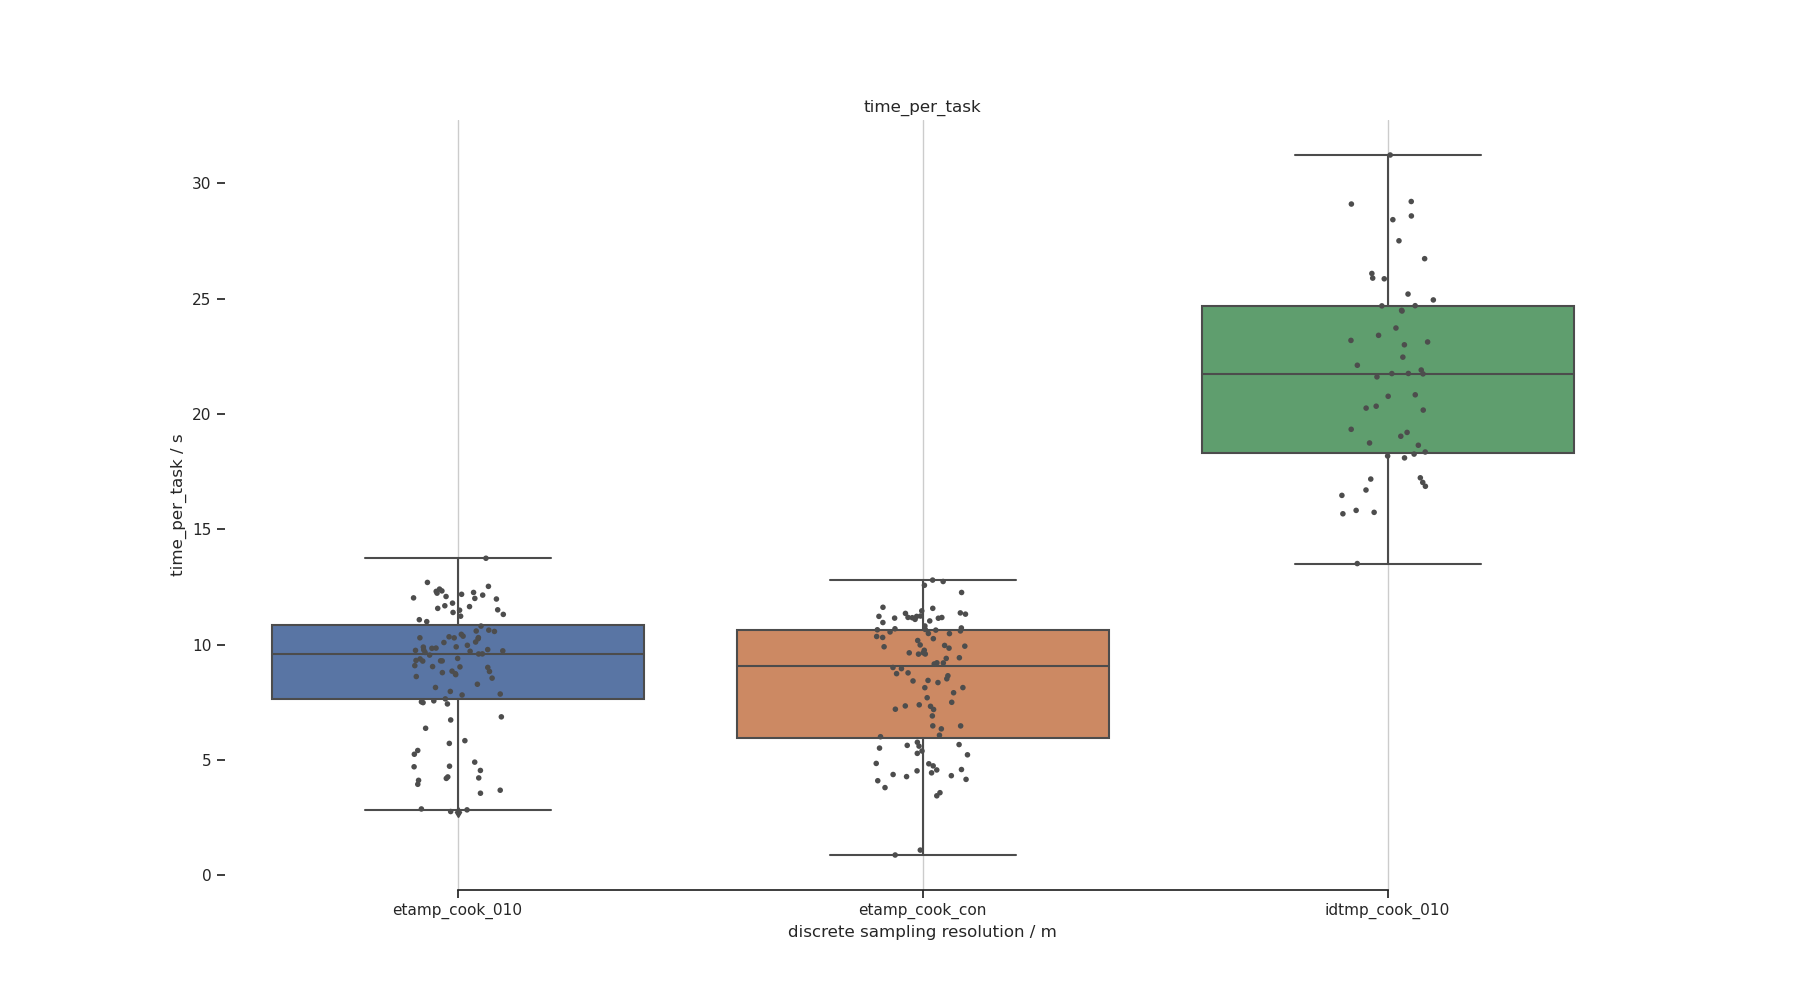 time_per_task
time_per_task / s
30
25
20
15
10
5
0
etamp_cook_010
etamp_cook_con
idtmp_cook_010
discrete sampling resolution / m